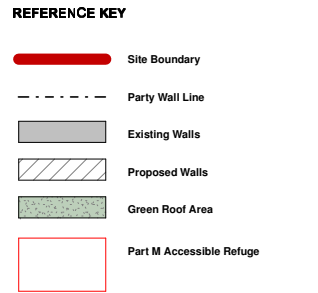 REFERENCE KEY
Site Boundary
Party Wall Line
Existing Walls
Proposed Walls
Green Roof Area
Part M Accessible Refuge